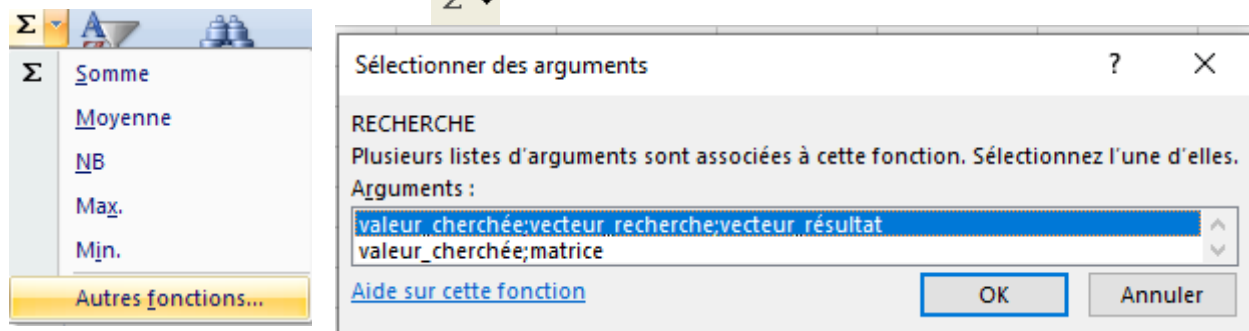 Σ
Σ Somme
Moyenne
NB
Max.
Min.
Autres fonctions...
Σ
Sélectionner des arguments ? X
RECHERCHE
Plusieurs listes d'arguments sont associées à cette fonction. Sélectionnez l'une d'elles.
Arguments :
valeur_cherchée;vecteur_recherche;vecteur_résultat
valeur_cherchée;matrice
Aide sur cette fonction OK Annuler